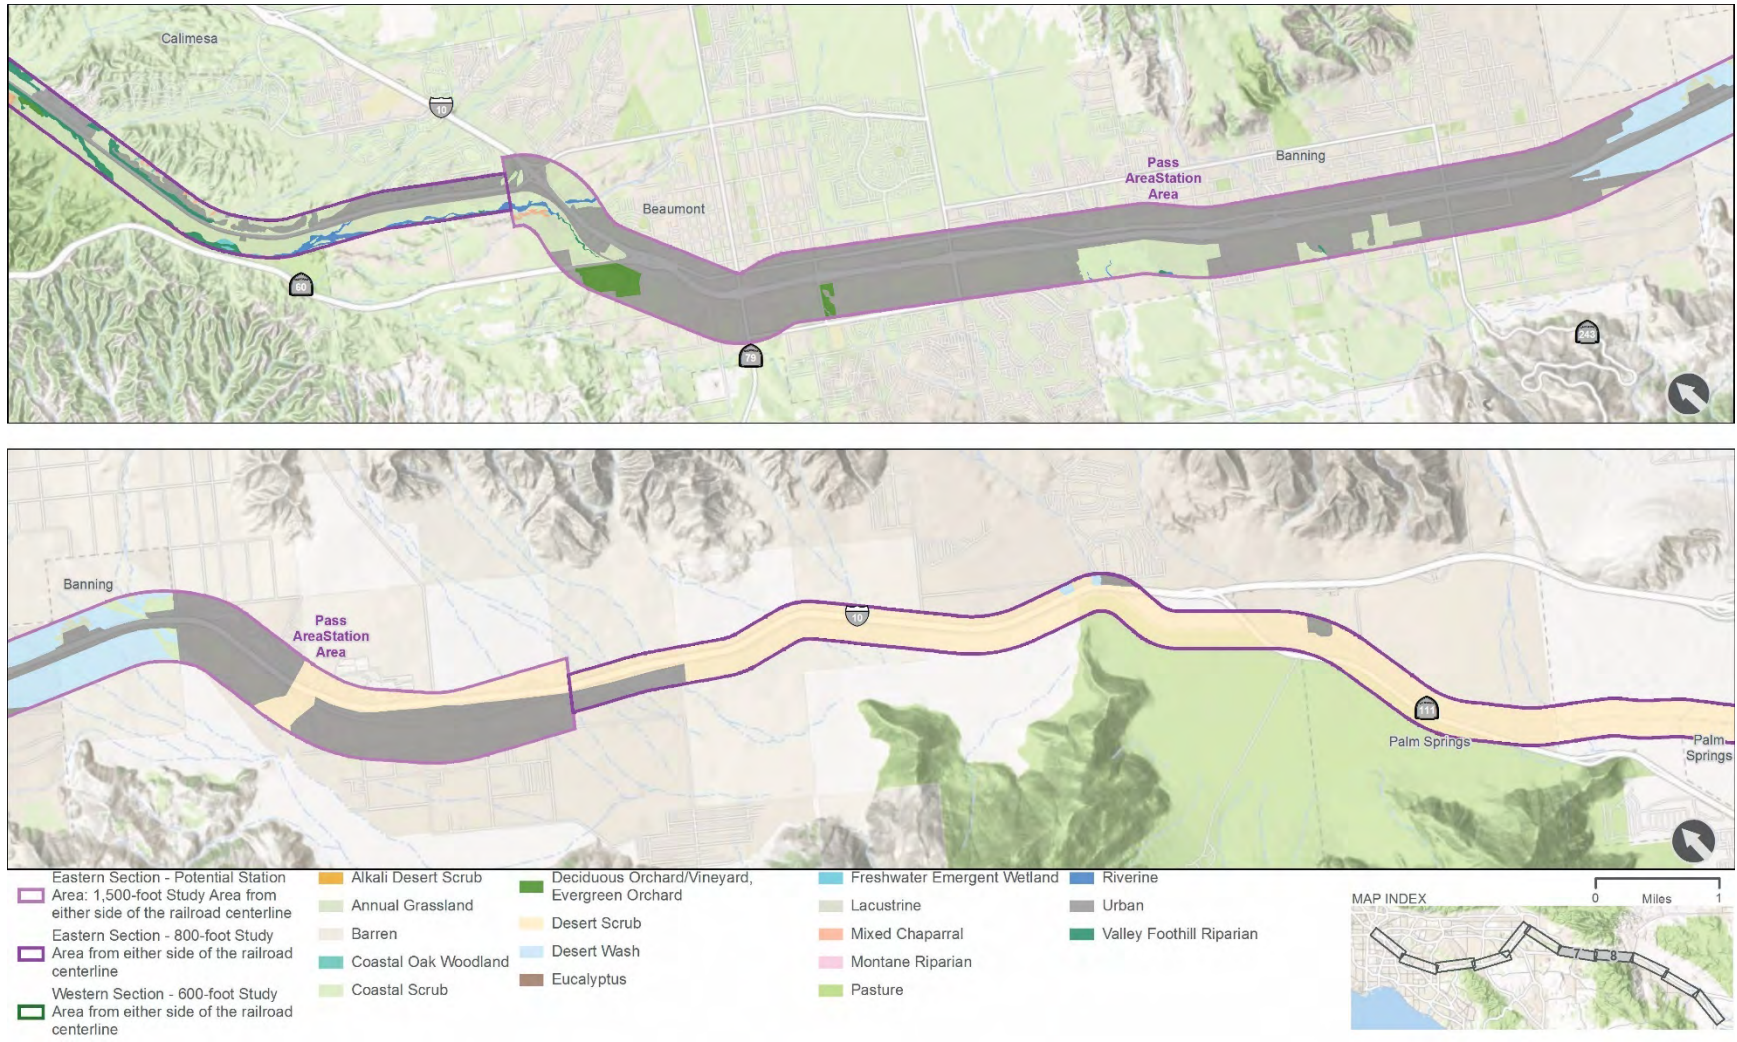 Calimesa
10
Beaumont
60
79
Pass
AreaStation
Area
Banning
243
Banning
Pass
AreaStation
Area
10
111
Palm Springs
Palm
Springs
Eastern Section - Potential Station
Area: 1,500-foot Study Area from
either side of the railroad centerline
Eastern Section - 800-foot Study
Area from either side of the railroad
centerline
Western Section - 600-foot Study
Area from either side of the railroad
centerline
Alkali Desert Scrub
Annual Grassland
Barren
Coastal Oak Woodland
Coastal Scrub
Deciduous Orchard/Vineyard,
Evergreen Orchard
Desert Scrub
Desert Wash
Eucalyptus
Freshwater Emergent Wetland
Lacustrine
Mixed Chaparral
Montane Riparian
Pasture
Riverine
Urban
Valley Foothill Riparian
MAP INDEX
0 Miles 1
7 8